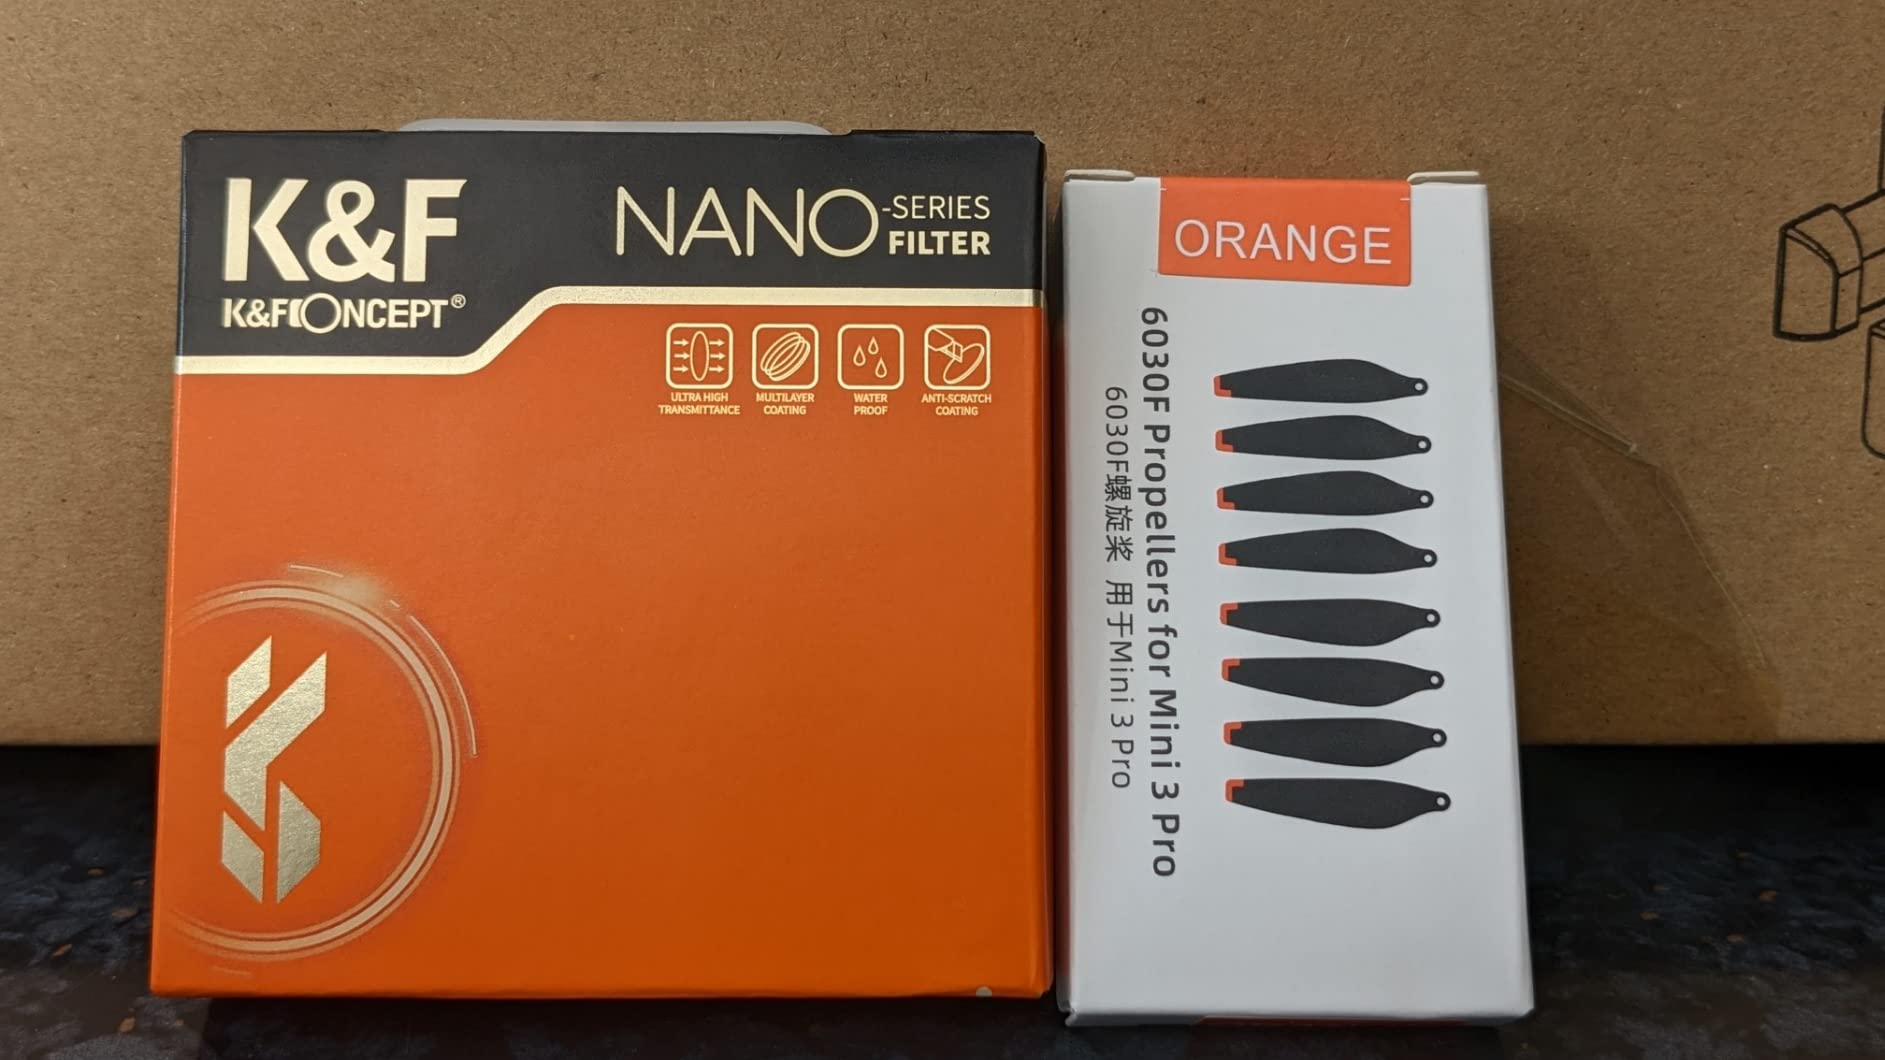 K&F
K&F CONCEPT®
NANO-SERIES
FILTER
ULTRA HIGH
TRANSMITTANCE
MULTILAYER
COATING
WATER
PROOF
ANTI-SCRATCH
COATING
ORANGE
6030F Propellers for Mini 3 Pro
6030F螺旋桨 用于Mini 3 Pro